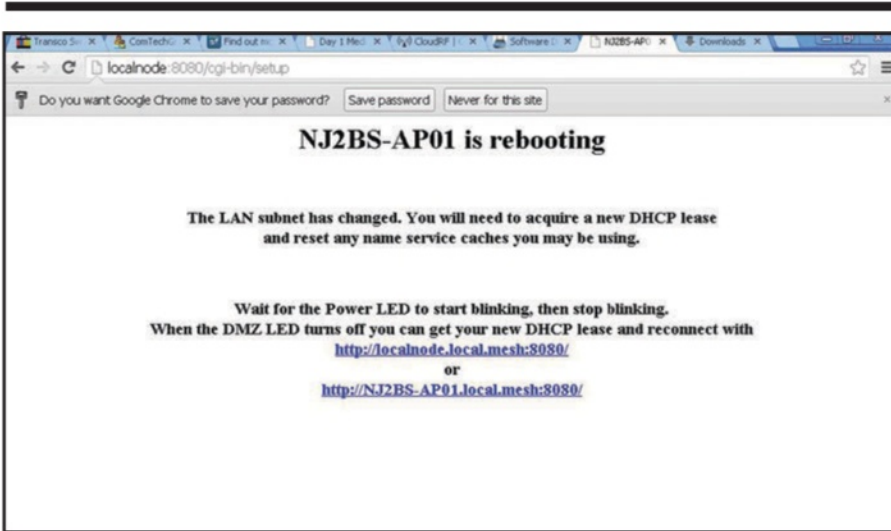 Transco Se
ComTechG
Find out mo
Day 1 Med
CloudRF | C
Software D
NJ2BS-AP0
Downloads
localnode:8080/cgi-bin/setup
Do you want Google Chrome to save your password? Save password Never for this site
NJ2BS-AP01 is rebooting
The LAN subnet has changed. You will need to acquire a new DHCP lease
and reset any name service caches you may be using.
Wait for the Power LED to start blinking, then stop blinking.
When the DMZ LED turns off you can get your new DHCP lease and reconnect with
http://localnode.local.mesh:8080/
or
http://NJ2BS-AP01.local.mesh:8080/